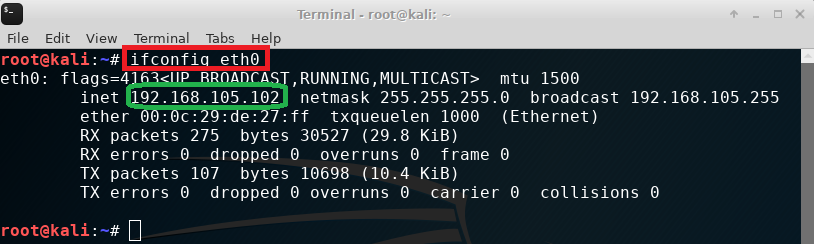 Terminal - root@kali: ~
File Edit View Terminal Tabs Help
root@kali:~# ifconfig eth0
eth0: flags=4163<UP,BROADCAST,RUNNING,MULTICAST>  mtu 1500
        inet 192.168.105.102  netmask 255.255.255.0  broadcast 192.168.105.255
        ether 00:0c:29:de:27:ff  txqueuelen 1000  (Ethernet)
        RX packets 275  bytes 30527 (29.8 KiB)
        RX errors 0  dropped 0  overruns 0  frame 0
        TX packets 107  bytes 10698 (10.4 KiB)
        TX errors 0  dropped 0 overruns 0  carrier 0  collisions 0
root@kali:~#